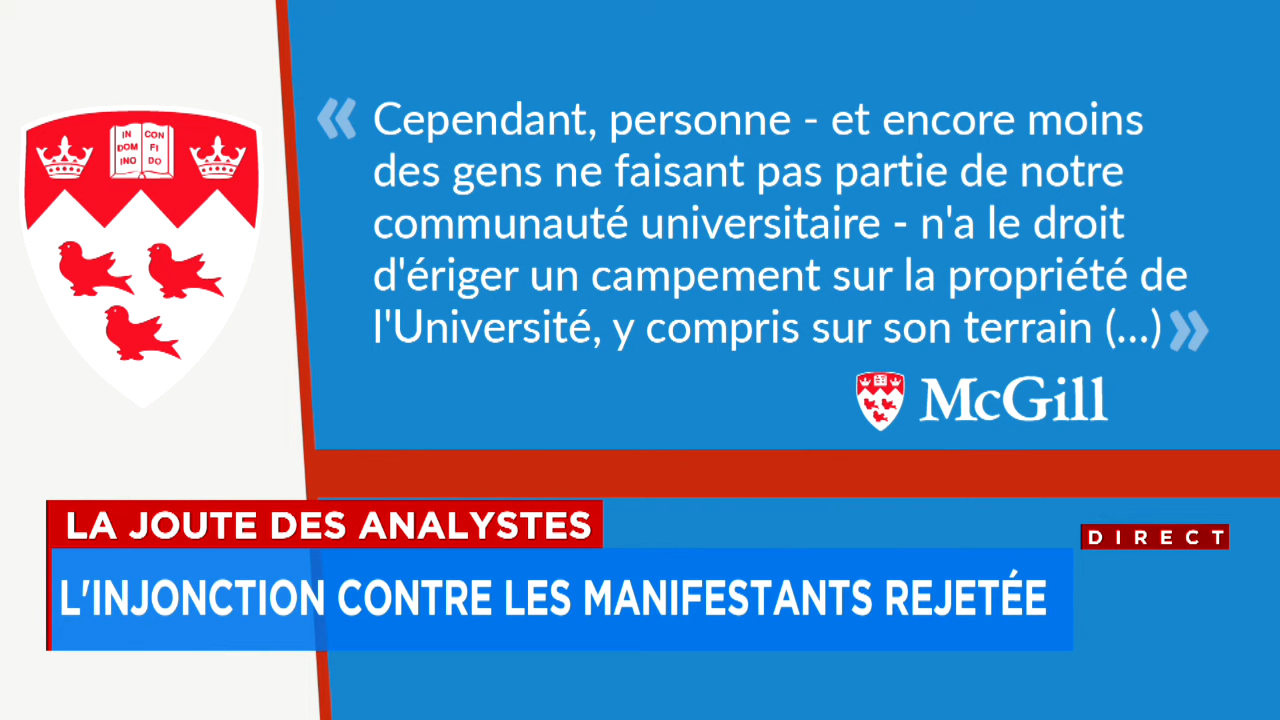 IN CON
DOM FI
INO DO
« Cependant, personne - et encore moins
des gens ne faisant pas partie de notre
communauté universitaire - n'a le droit
d'ériger un campement sur la propriété de
l'Université, y compris sur son terrain (...) »
McGill
LA JOUTE DES ANALYSTES
DIRECT
L'INJONCTION CONTRE LES MANIFESTANTS REJETÉE